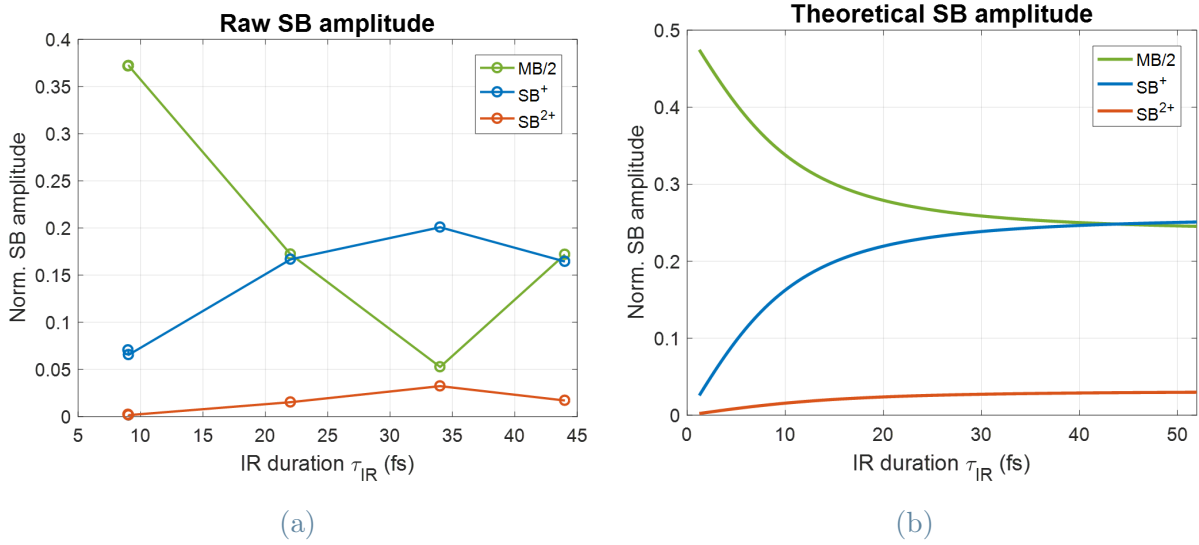 Raw SB amplitude
Norm. SB amplitude
0.4
0.35
0.3
0.25
0.2
0.15
0.1
0.05
0
5 10 15 20 25 30 35 40 45
IR duration τ_IR (fs)
MB/2
SB⁺
SB²⁺
(a)
Theoretical SB amplitude
Norm. SB amplitude
0.5
0.4
0.3
0.2
0.1
0
0 10 20 30 40 50
IR duration τ_IR (fs)
MB/2
SB⁺
SB²⁺
(b)